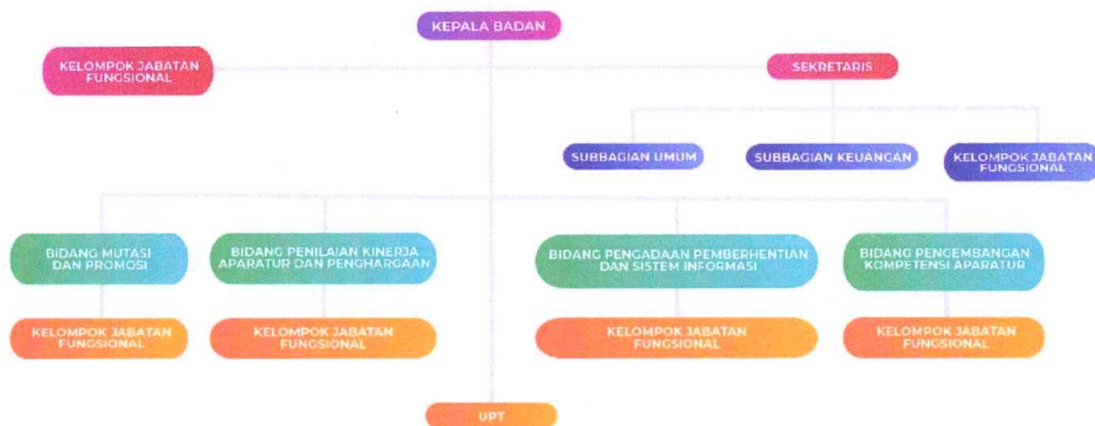 KEPALA BADAN
KELOMPOK JABATAN
FUNGSIONAL
SEKRETARIS
SUBBAGIAN UMUM
SUBBAGIAN KEUANCAN
KELOMPOK JABATAN
FUNGSIONAL
BIDANG MUTASI
DAN PROMOSI
BIDANG PENILAIAN KINERJA
APARATUR DAN PENGHARGAAN
BIDANG PENGADAAN PEMBERHENTIAN
DAN SISTEM INFORMASI
BIDANG PENGEMBANGAN
KOMPETENSI APARATUR
KELOMPOK JABATAN
FUNGSIONAL
KELOMPOK JABATAN
FUNGSIONAL
KELOMPOK JABATAN
FUNGSIONAL
KELOMPOK JABATAN
FUNGSIONAL
UPT